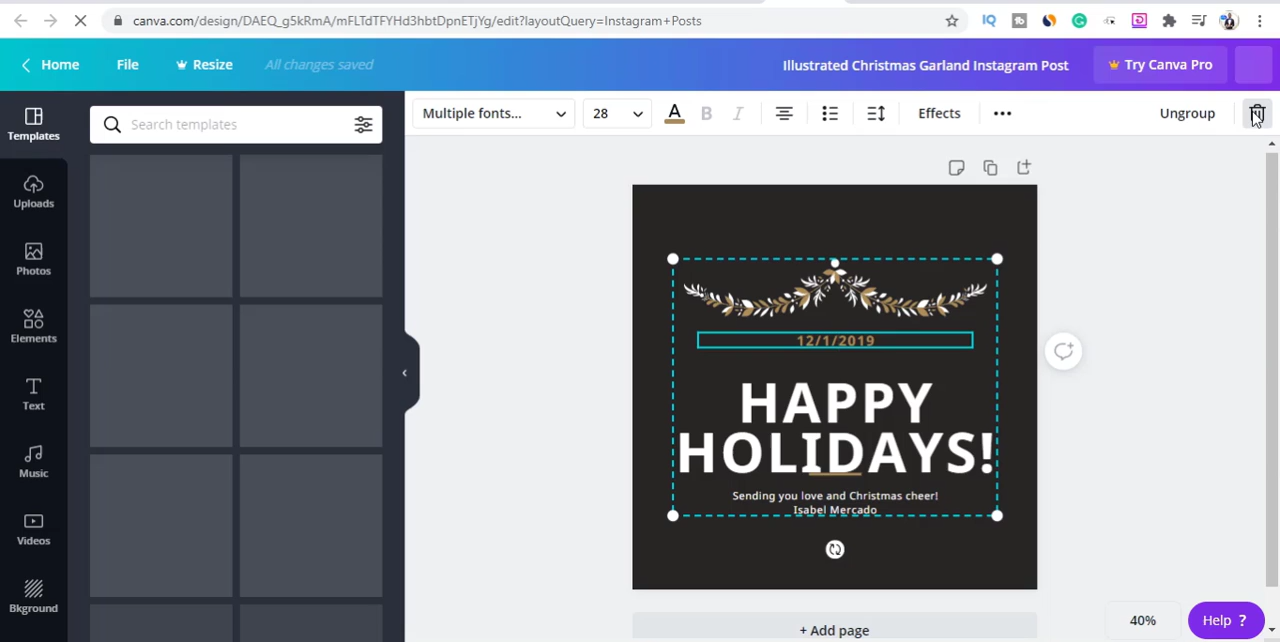 canva.com/design/DAEQ_g5kRmA/mFLTdTFYHd3hbtDpnETjYg/edit?layoutQuery=Instagram+Posts
Home File Resize All changes saved Illustrated Christmas Garland Instagram Post Try Canva Pro
Templates
Search templates
Multiple fonts... 28 A B I Effects Ungroup
Uploads
Photos
Elements
Text
Music
Videos
Bkground
12/1/2019
HAPPY
HOLIDAYS!
Sending you love and Christmas cheer!
Isabel Mercado
+ Add page
40%
Help ?